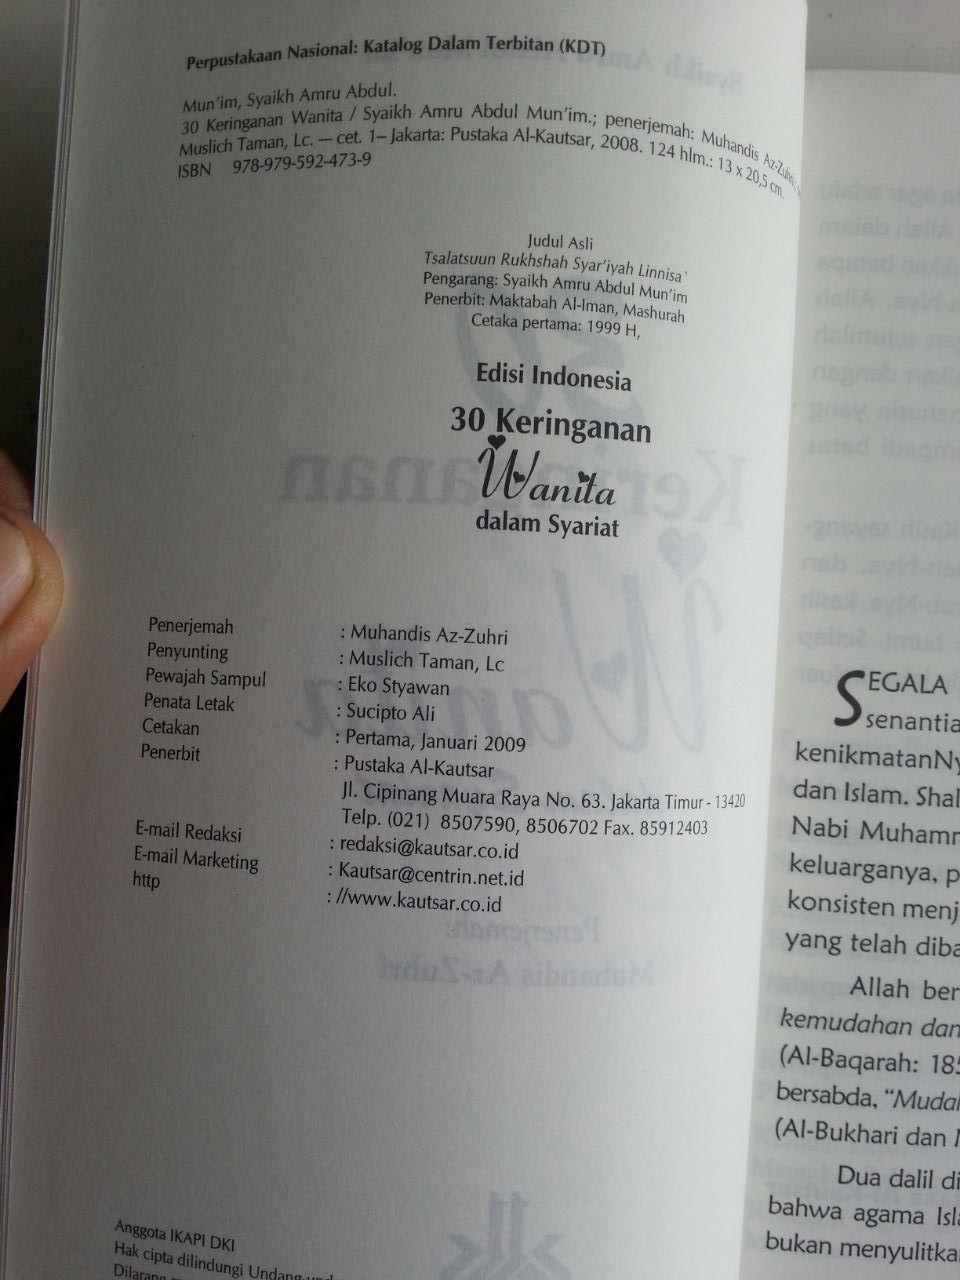 Perpustakaan Nasional: Katalog Dalam Terbitan (KDT)
Mun'im, Syaikh Amru Abdul.
30 Keringanan Wanita / Syaikh Amru Abdul Mun'im.; penerjemah: Muhandis Az-Zuhri,
Muslich Taman, Lc. — cet. 1– Jakarta: Pustaka Al-Kautsar, 2008. 124 hlm.: 13 x 20,5 cm.
ISBN 978-979-592-473-9
Judul Asli
Tsalatsuun Rukhshah Syar'iyah Linnisa`
Pengarang: Syaikh Amru Abdul Mun'im
Penerbit: Maktabah Al-Iman, Mashurah
Cetaka pertama: 1999 H,
Edisi Indonesia
30 Keringanan
Wanita
dalam Syariat
Penerjemah : Muhandis Az-Zuhri
Penyunting : Muslich Taman, Lc
Pewajah Sampul : Eko Styawan
Penata Letak : Sucipto Ali
Cetakan : Pertama, Januari 2009
Penerbit : Pustaka Al-Kautsar
Jl. Cipinang Muara Raya No. 63. Jakarta Timur - 13420
Telp. (021) 8507590, 8506702 Fax. 85912403
E-mail Redaksi : redaksi@kautsar.co.id
E-mail Marketing : Kautsar@centrin.net.id
http : //www.kautsar.co.id
Anggota IKAPI DKI
Hak cipta dilindungi Undang-und
Dilarang
SEGALA
senantia
kenikmatanNy
dan Islam. Shal
Nabi Muhamm
keluarganya, p
konsisten menj
yang telah diba
Allah ber
kemudahan dan
(Al-Baqarah: 185
bersabda, "Mudal
(Al-Bukhari dan
Dua dalil di
bahwa agama Isl
bukan menyulitka